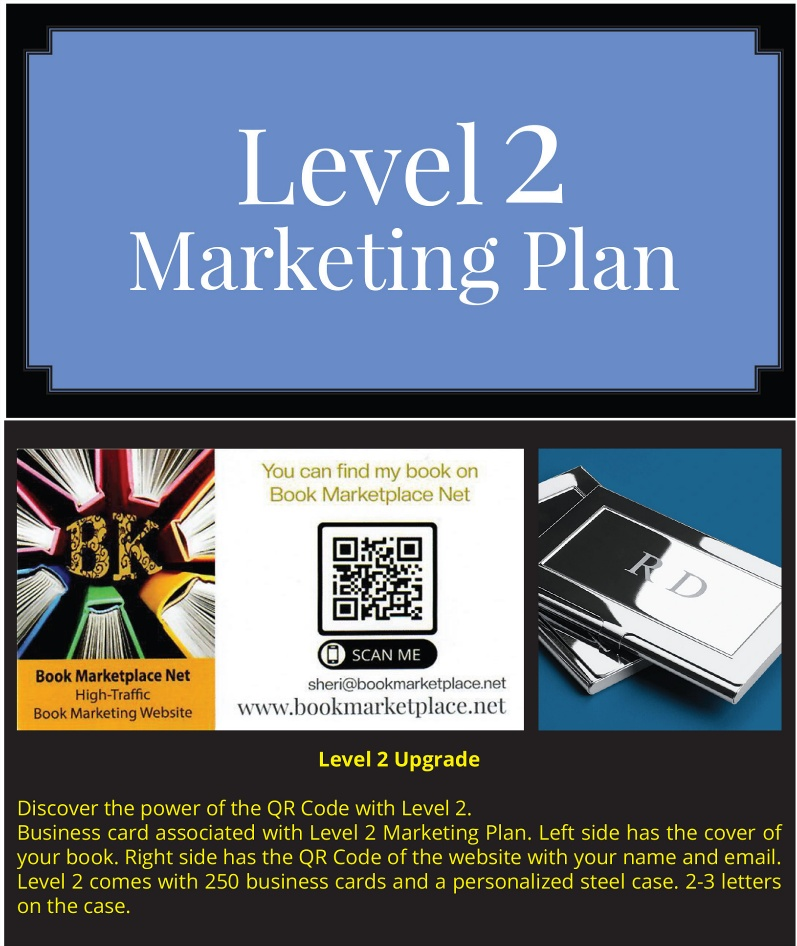 Level 2
Marketing Plan
BK
Book Marketplace Net
High-Traffic
Book Marketing Website
You can find my book on
Book Marketplace Net
SCAN ME
sheri@bookmarketplace.net
www.bookmarketplace.net
R D
Level 2 Upgrade
Discover the power of the QR Code with Level 2.
Business card associated with Level 2 Marketing Plan. Left side has the cover of
your book. Right side has the QR Code of the website with your name and email.
Level 2 comes with 250 business cards and a personalized steel case. 2-3 letters
on the case.